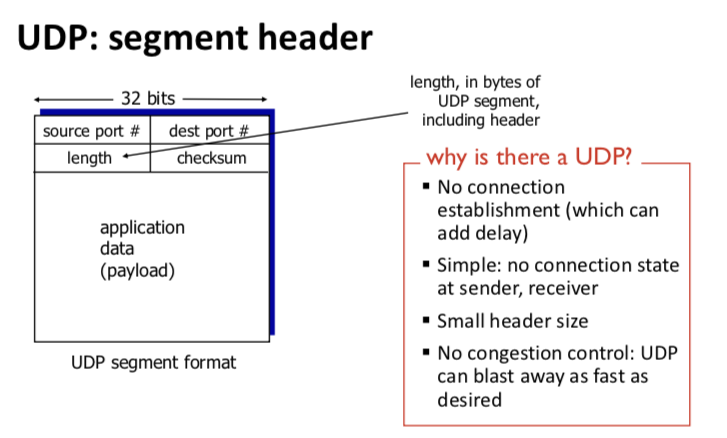 UDP: segment header
32 bits
source port #
dest port #
length
checksum
application
data
(payload)
UDP segment format
length, in bytes of
UDP segment,
including header
why is there a UDP?
▪ No connection
establishment (which can
add delay)
▪ Simple: no connection state
at sender, receiver
▪ Small header size
▪ No congestion control: UDP
can blast away as fast as
desired